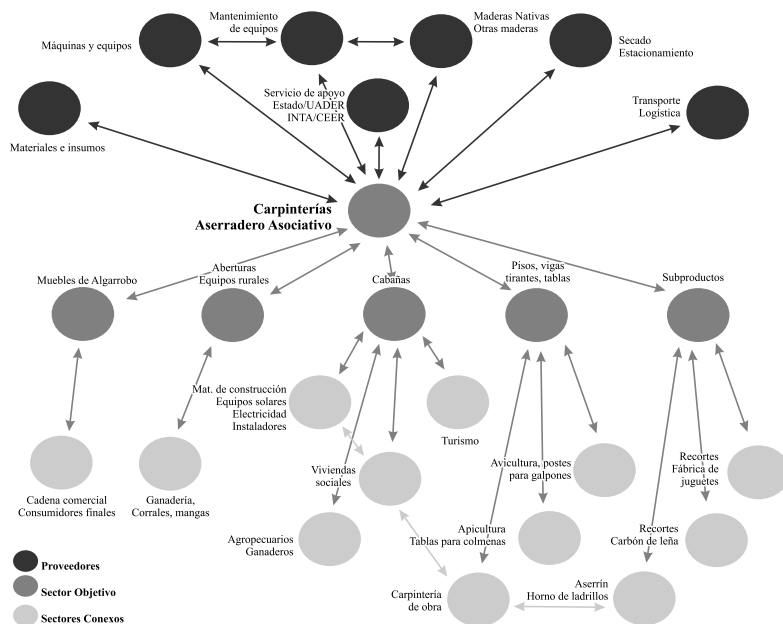 Mantenimiento
de equipos
Maderas Nativas
Otras maderas
Máquinas y equipos
Secado
Estacionamiento
Servicio de apoyo
Estado/UADER
INTA/CEER
Transporte
Logística
Materiales e insumos
Carpinterías
Aserradero Asociativo
Muebles de Algarrobo
Aberturas
Equipos rurales
Cabañas
Pisos, vigas
tirantes, tablas
Subproductos
Mat. de construcción
Equipos solares
Electricidad
Instaladores
Turismo
Viviendas
sociales
Avicultura, postes
para galpones
Recortes
Fábrica de
juguetes
Cadena comercial
Consumidores finales
Ganadería,
Corrales, mangas
Agropecuarios
Ganaderos
Apicultura
Tablas para colmenas
Recortes
Carbón de leña
Carpintería
de obra
Aserrín
Horno de ladrillos
Proveedores
Sector Objetivo
Sectores Conexos